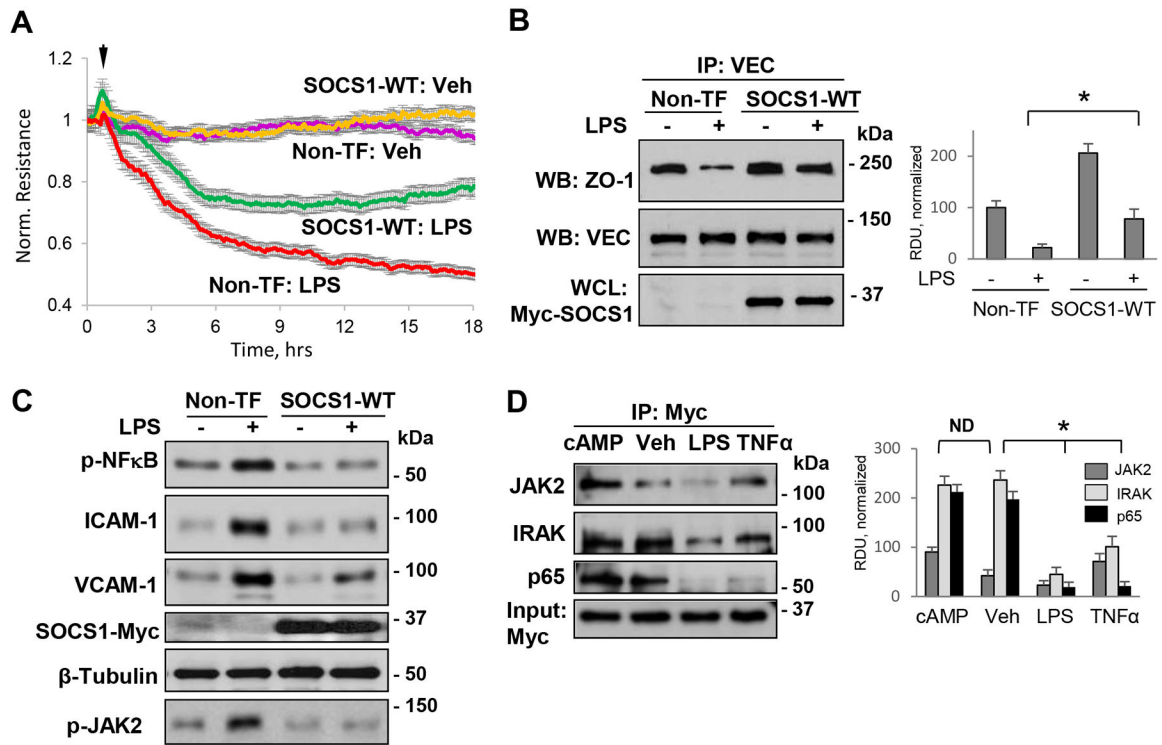 A
1.2
1
0.8
0.6
0.4
Norm. Resistance
SOCS1-WT: Veh
Non-TF: Veh
SOCS1-WT: LPS
Non-TF: LPS
0 3 6 9 12 15 18
Time, hrs
B
IP: VEC
Non-TF SOCS1-WT
LPS - + - + kDa
WB: ZO-1 - 250
- 150
WB: VEC
WCL: - 37
Myc-SOCS1
*
200
100
0
RDU, normalized
LPS - + - +
Non-TF SOCS1-WT
C
Non-TF SOCS1-WT
LPS - + - + kDa
p-NFκB - 50
ICAM-1 - 100
VCAM-1 - 100
SOCS1-Myc - 37
β-Tubulin - 50
- 150
p-JAK2
D
IP: Myc
cAMP Veh LPS TNFα
kDa
JAK2 - 100
- 100
IRAK
p65 - 50
Input: - 37
Myc
ND *
300
200
100
0
RDU, normalized
JAK2
IRAK
p65
cAMP Veh LPS TNFα